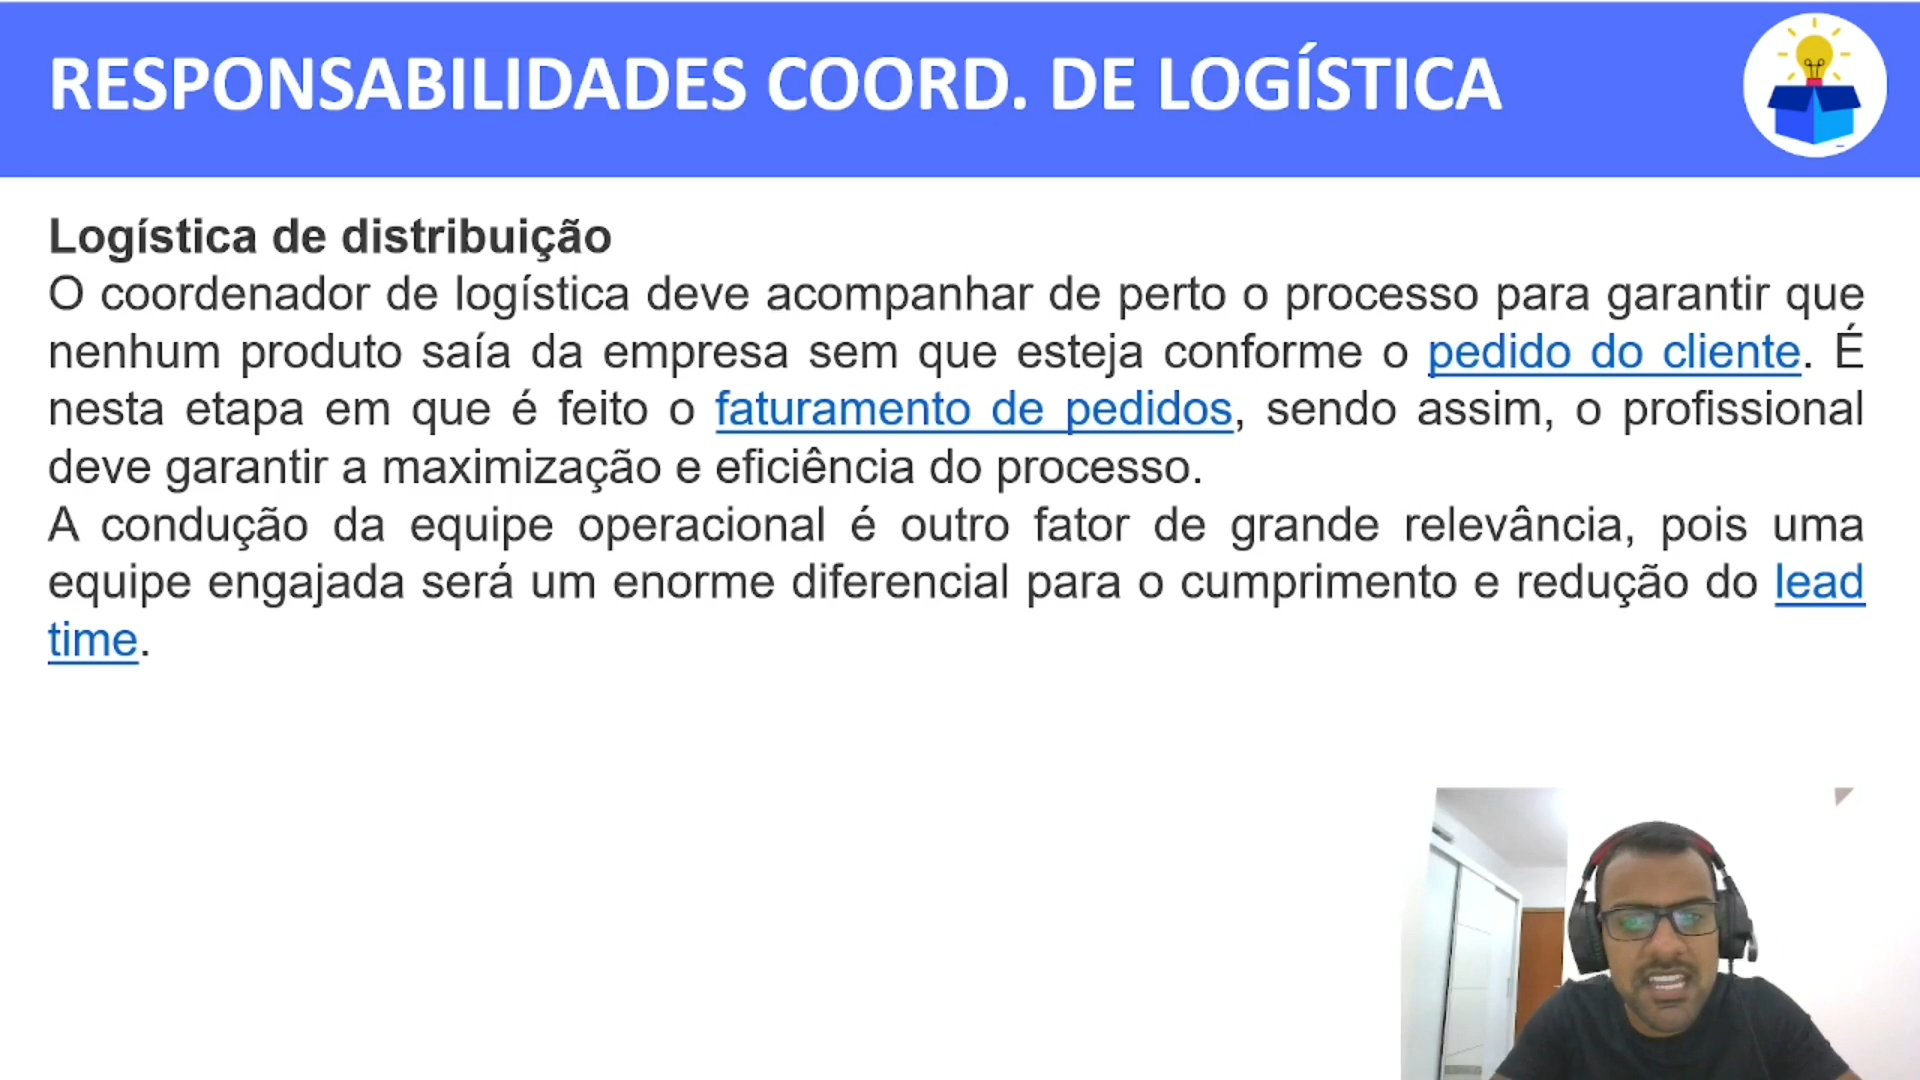 RESPONSABILIDADES COORD. DE LOGÍSTICA
Logística de distribuição
O coordenador de logística deve acompanhar de perto o processo para garantir que
nenhum produto saía da empresa sem que esteja conforme o pedido do cliente. É
nesta etapa em que é feito o faturamento de pedidos, sendo assim, o profissional
deve garantir a maximização e eficiência do processo.
A condução da equipe operacional é outro fator de grande relevância, pois uma
equipe engajada será um enorme diferencial para o cumprimento e redução do lead
time.